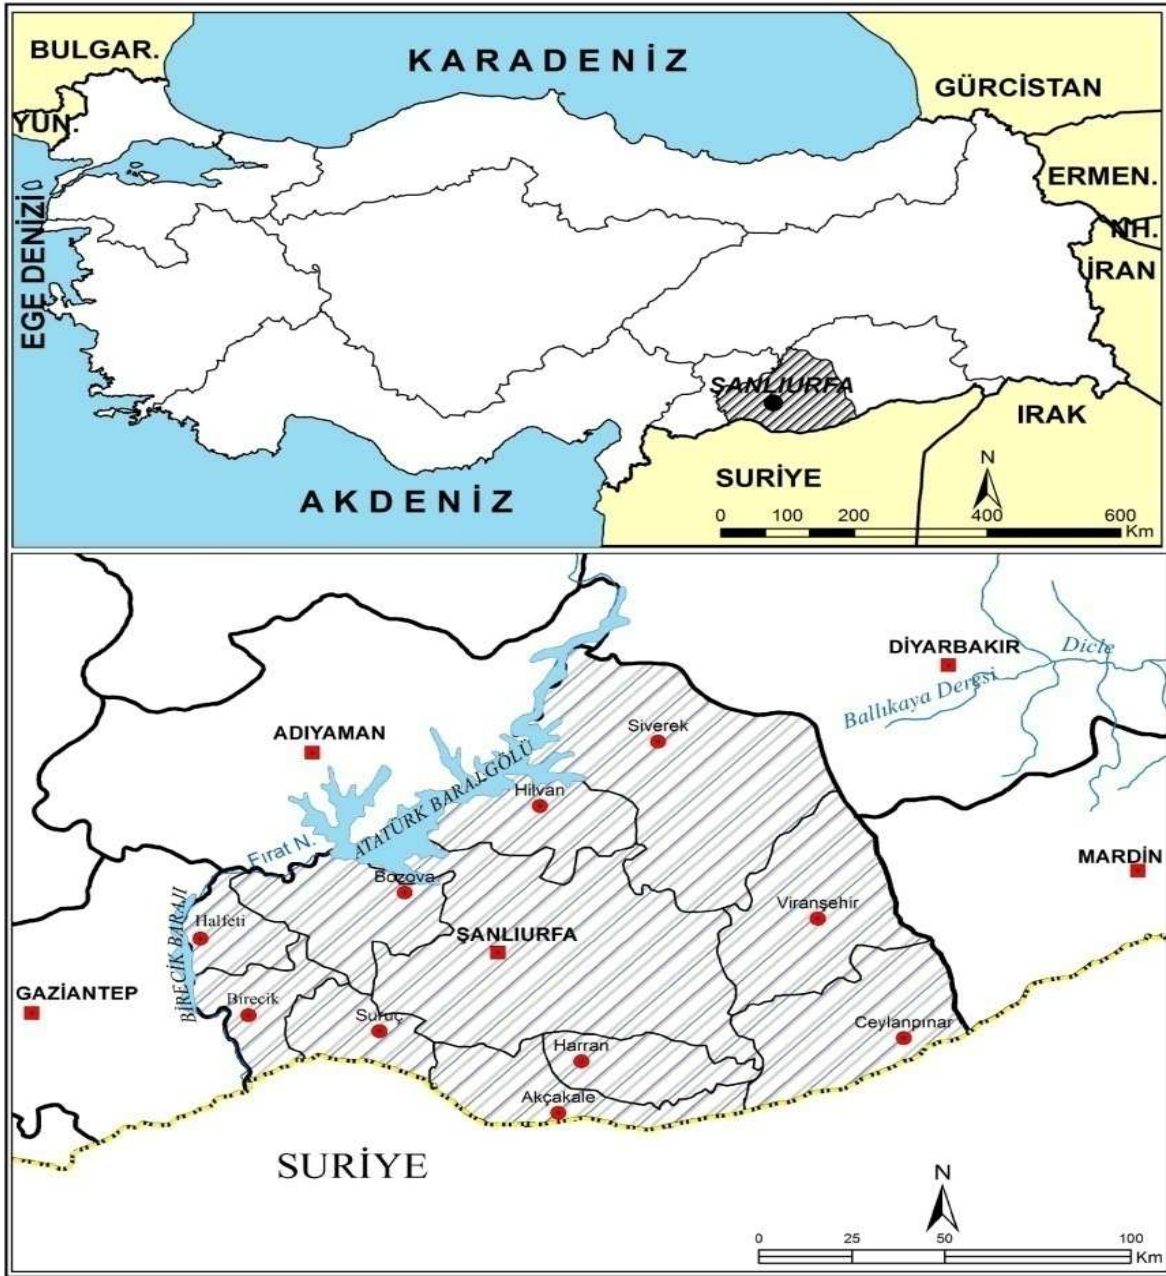 BULGAR.
KARADENİZ
GÜRCİSTAN
YUN.
ERMEN.
NH.
İRAN
EGE DENİZİ
ŞANLIURFA
IRAK
SURİYE
AKDENİZ
N
0 100 200 400 600
Km
DİYARBAKIR
Dicle
Ballıkaya Deresi
Siverek
ADIYAMAN
ATATÜRK BARAJGÖLÜ
Hilvan
Fırat N.
Bozova
MARDİN
Viranşehir
Halfeti
BİRECİK BARAJI
ŞANLIURFA
GAZİANTEP
Birecik
Suruç
Ceylanpınar
Harran
Akçakale
SURİYE
N
0 25 50 100
Km